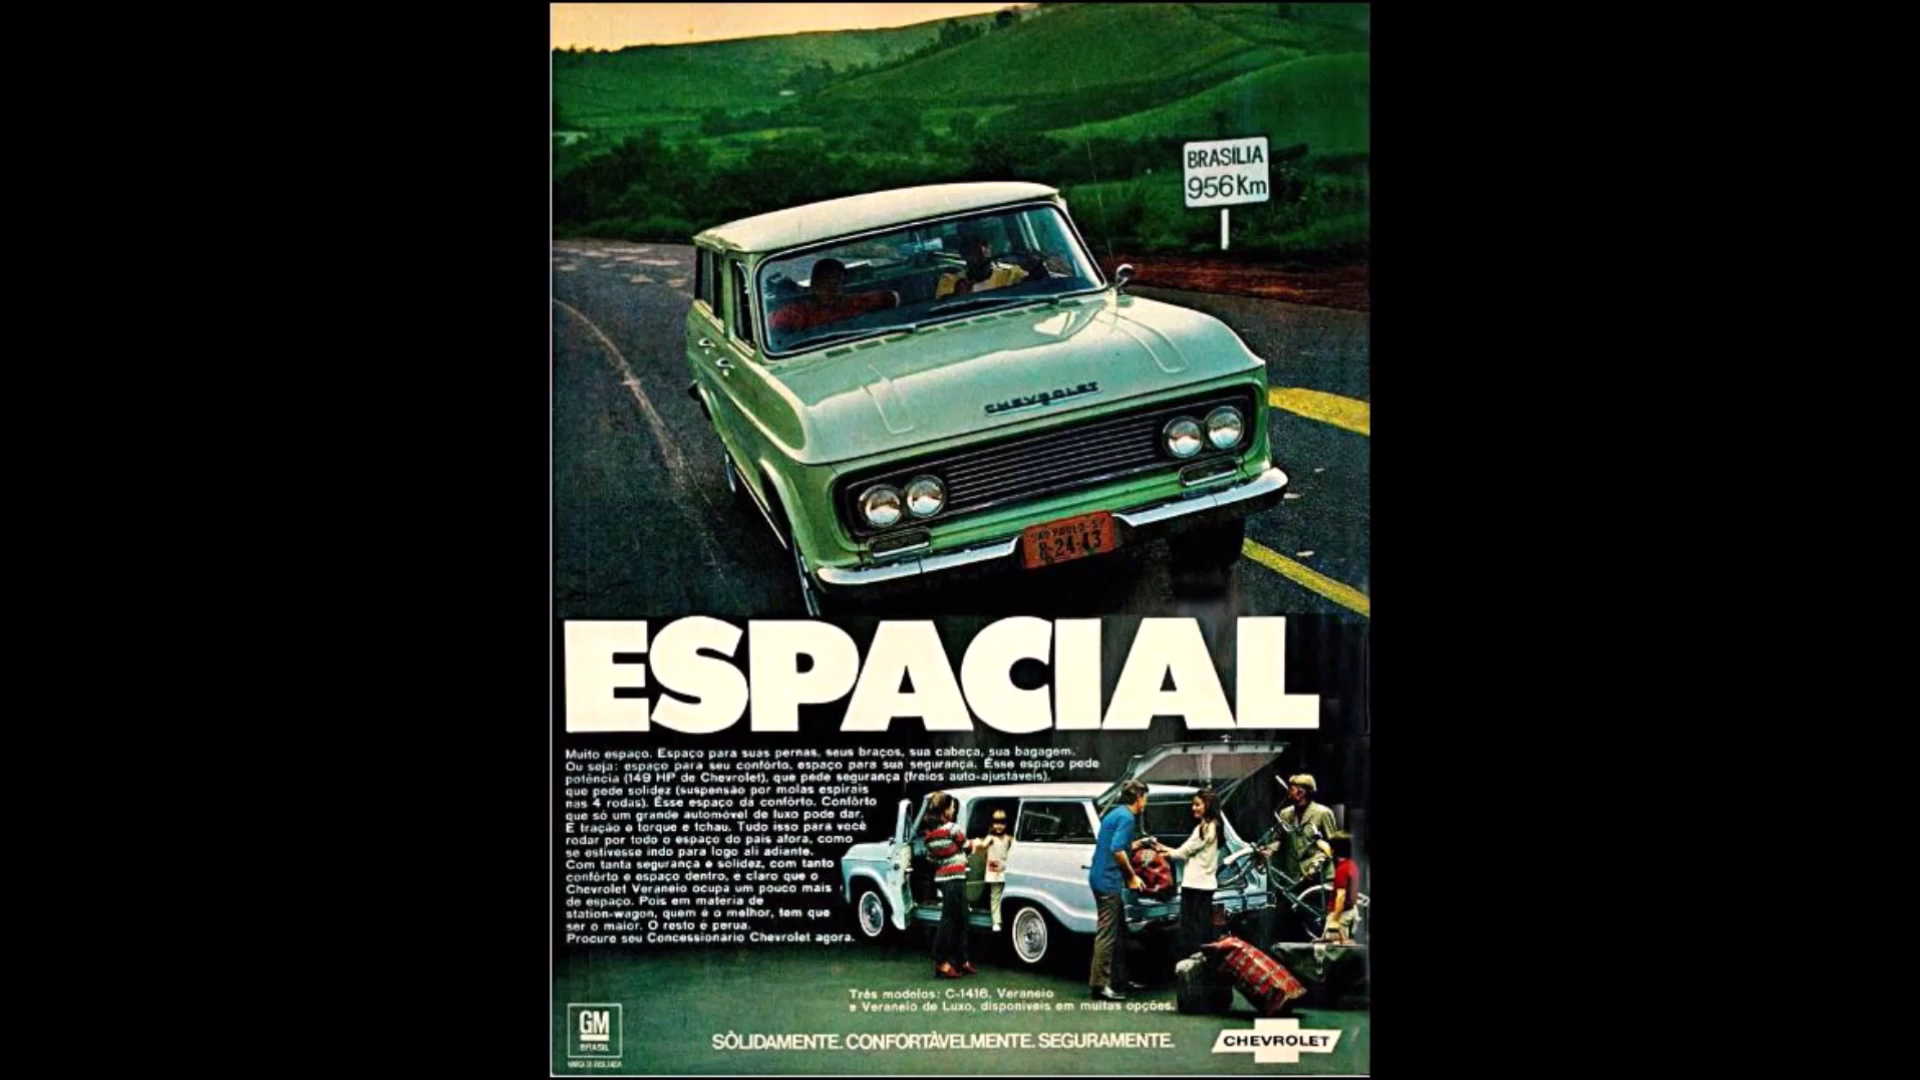 BRASÍLIA
956 Km
CHEVROLET
SÃO PAULO-SP
8-24-43
ESPACIAL
Muito espaço. Espaço para suas pernas, seus braços, sua cabeça, sua bagagem.
Ou seja: espaço para seu confôrto, espaço para sua segurança. Êsse espaço pede
potência (149 HP de Chevrolet), que pede segurança (freios auto-ajustáveis),
que pede solidez (suspensão por molas espirais
nas 4 rodas). Êsse espaço dá confôrto. Confôrto
que só um grande automóvel de luxo pode dar.
É tração e torque e tchau. Tudo isso para você
rodar por todo o espaço do país afora, como
se estivesse indo para logo ali adiante.
Com tanta segurança e solidez, com tanto
confôrto e espaço dentro, é claro que o
Chevrolet Veraneio ocupa um pouco mais
de espaço. Pois em matéria de
station-wagon, quem é o melhor, tem que
ser o maior. O resto é perua.
Procure seu Concessionário Chevrolet agora.
Três modelos: C-1416, Veraneio
e Veraneio de Luxo, disponíveis em muitas opções.
GM
BRASIL
SÒLIDAMENTE. CONFORTÀVELMENTE. SEGURAMENTE.
CHEVROLET